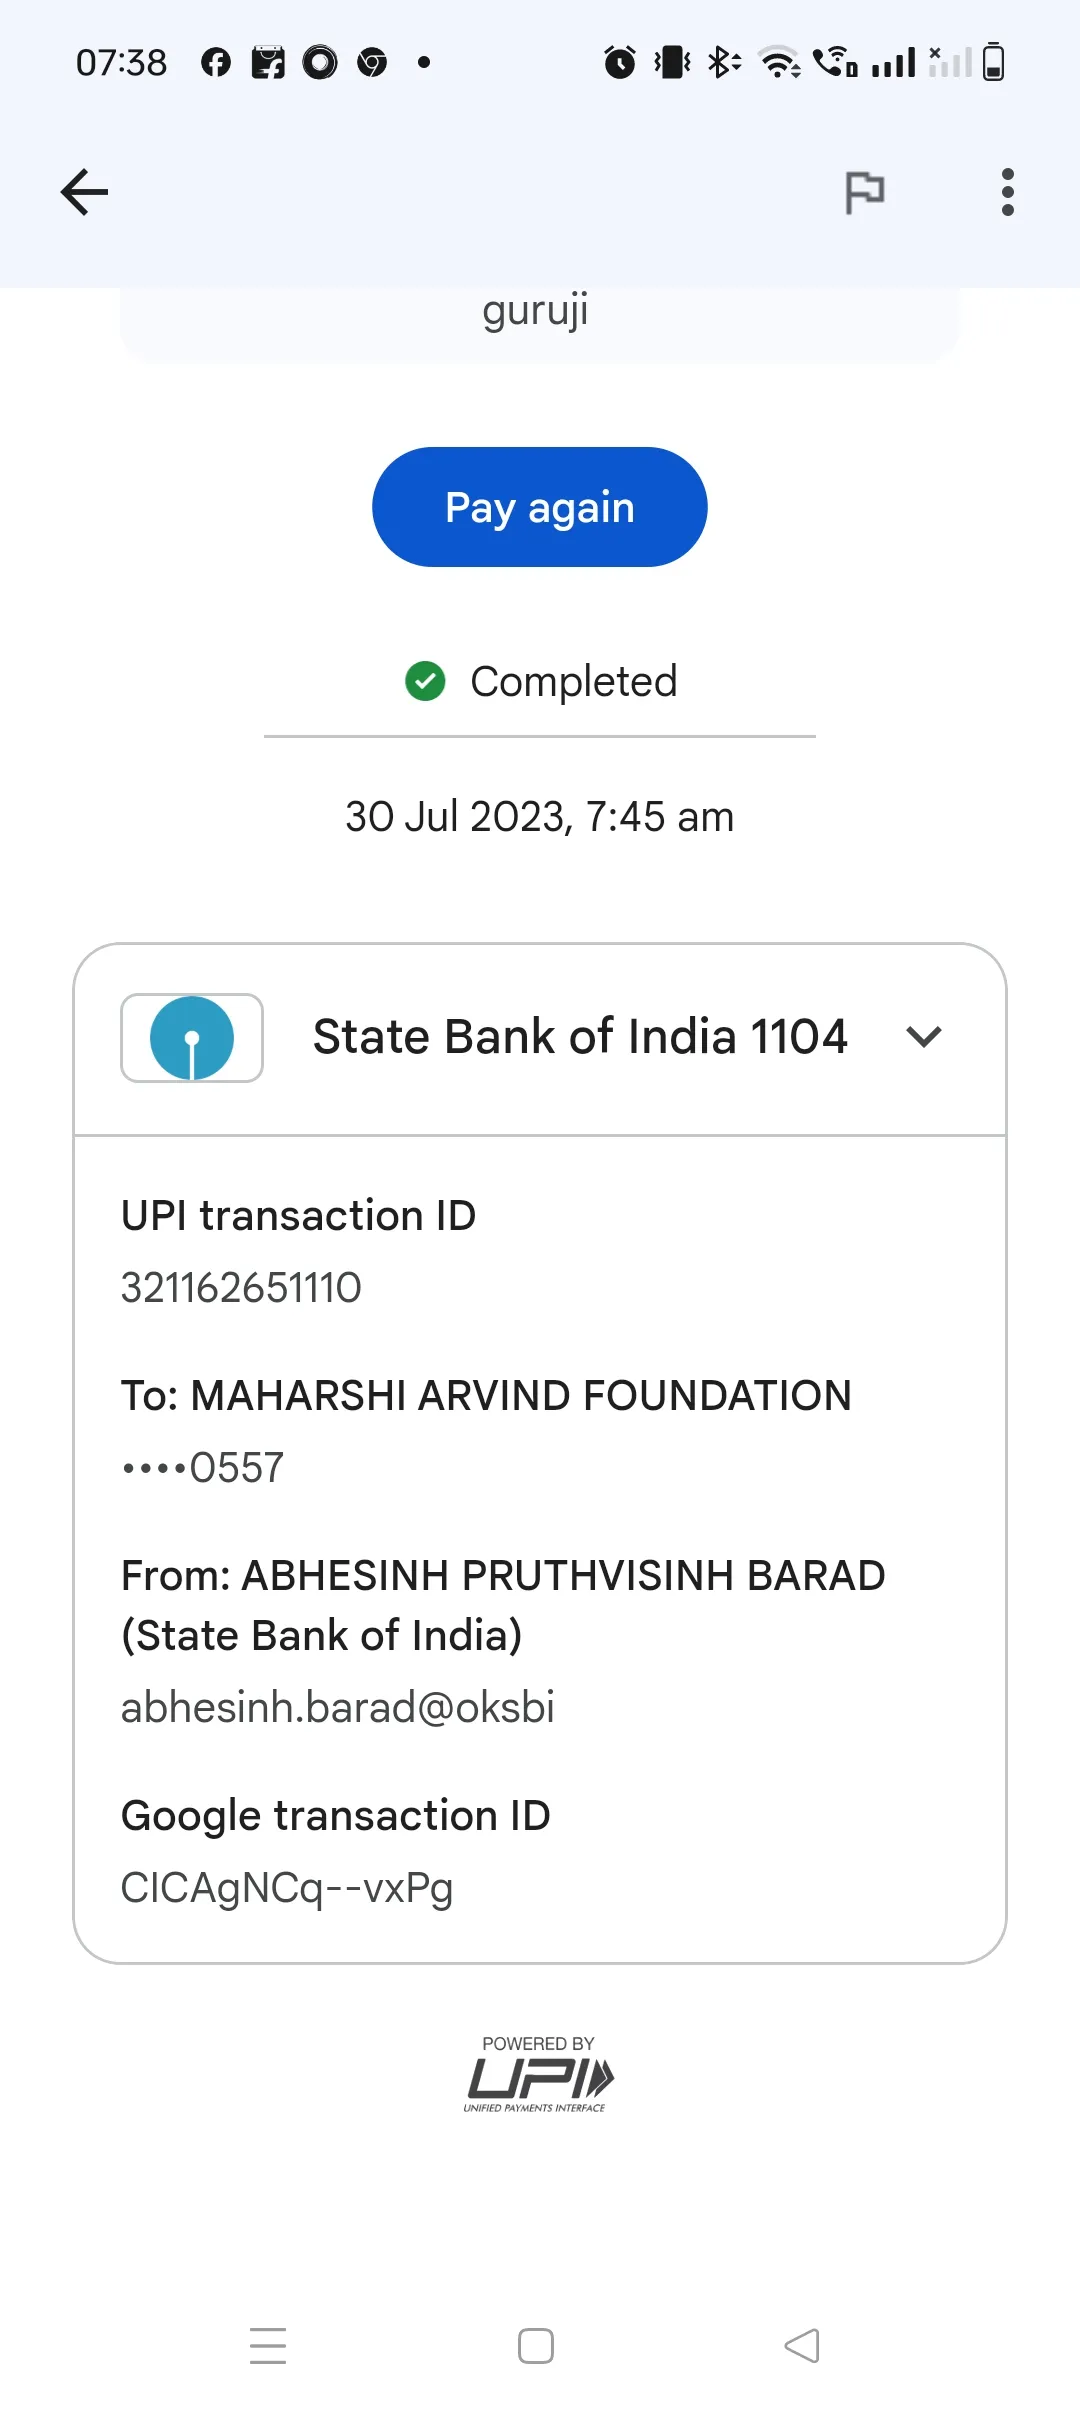 07:38
guruji
Pay again
Completed
30 Jul 2023, 7:45 am
State Bank of India 1104
UPI transaction ID
321162651110
To: MAHARSHI ARVIND FOUNDATION
••••0557
From: ABHESINH PRUTHVISINH BARAD
(State Bank of India)
abhesinh.barad@oksbi
Google transaction ID
CICAgNCq--vxPg
POWERED BY
UPI
UNIFIED PAYMENTS INTERFACE